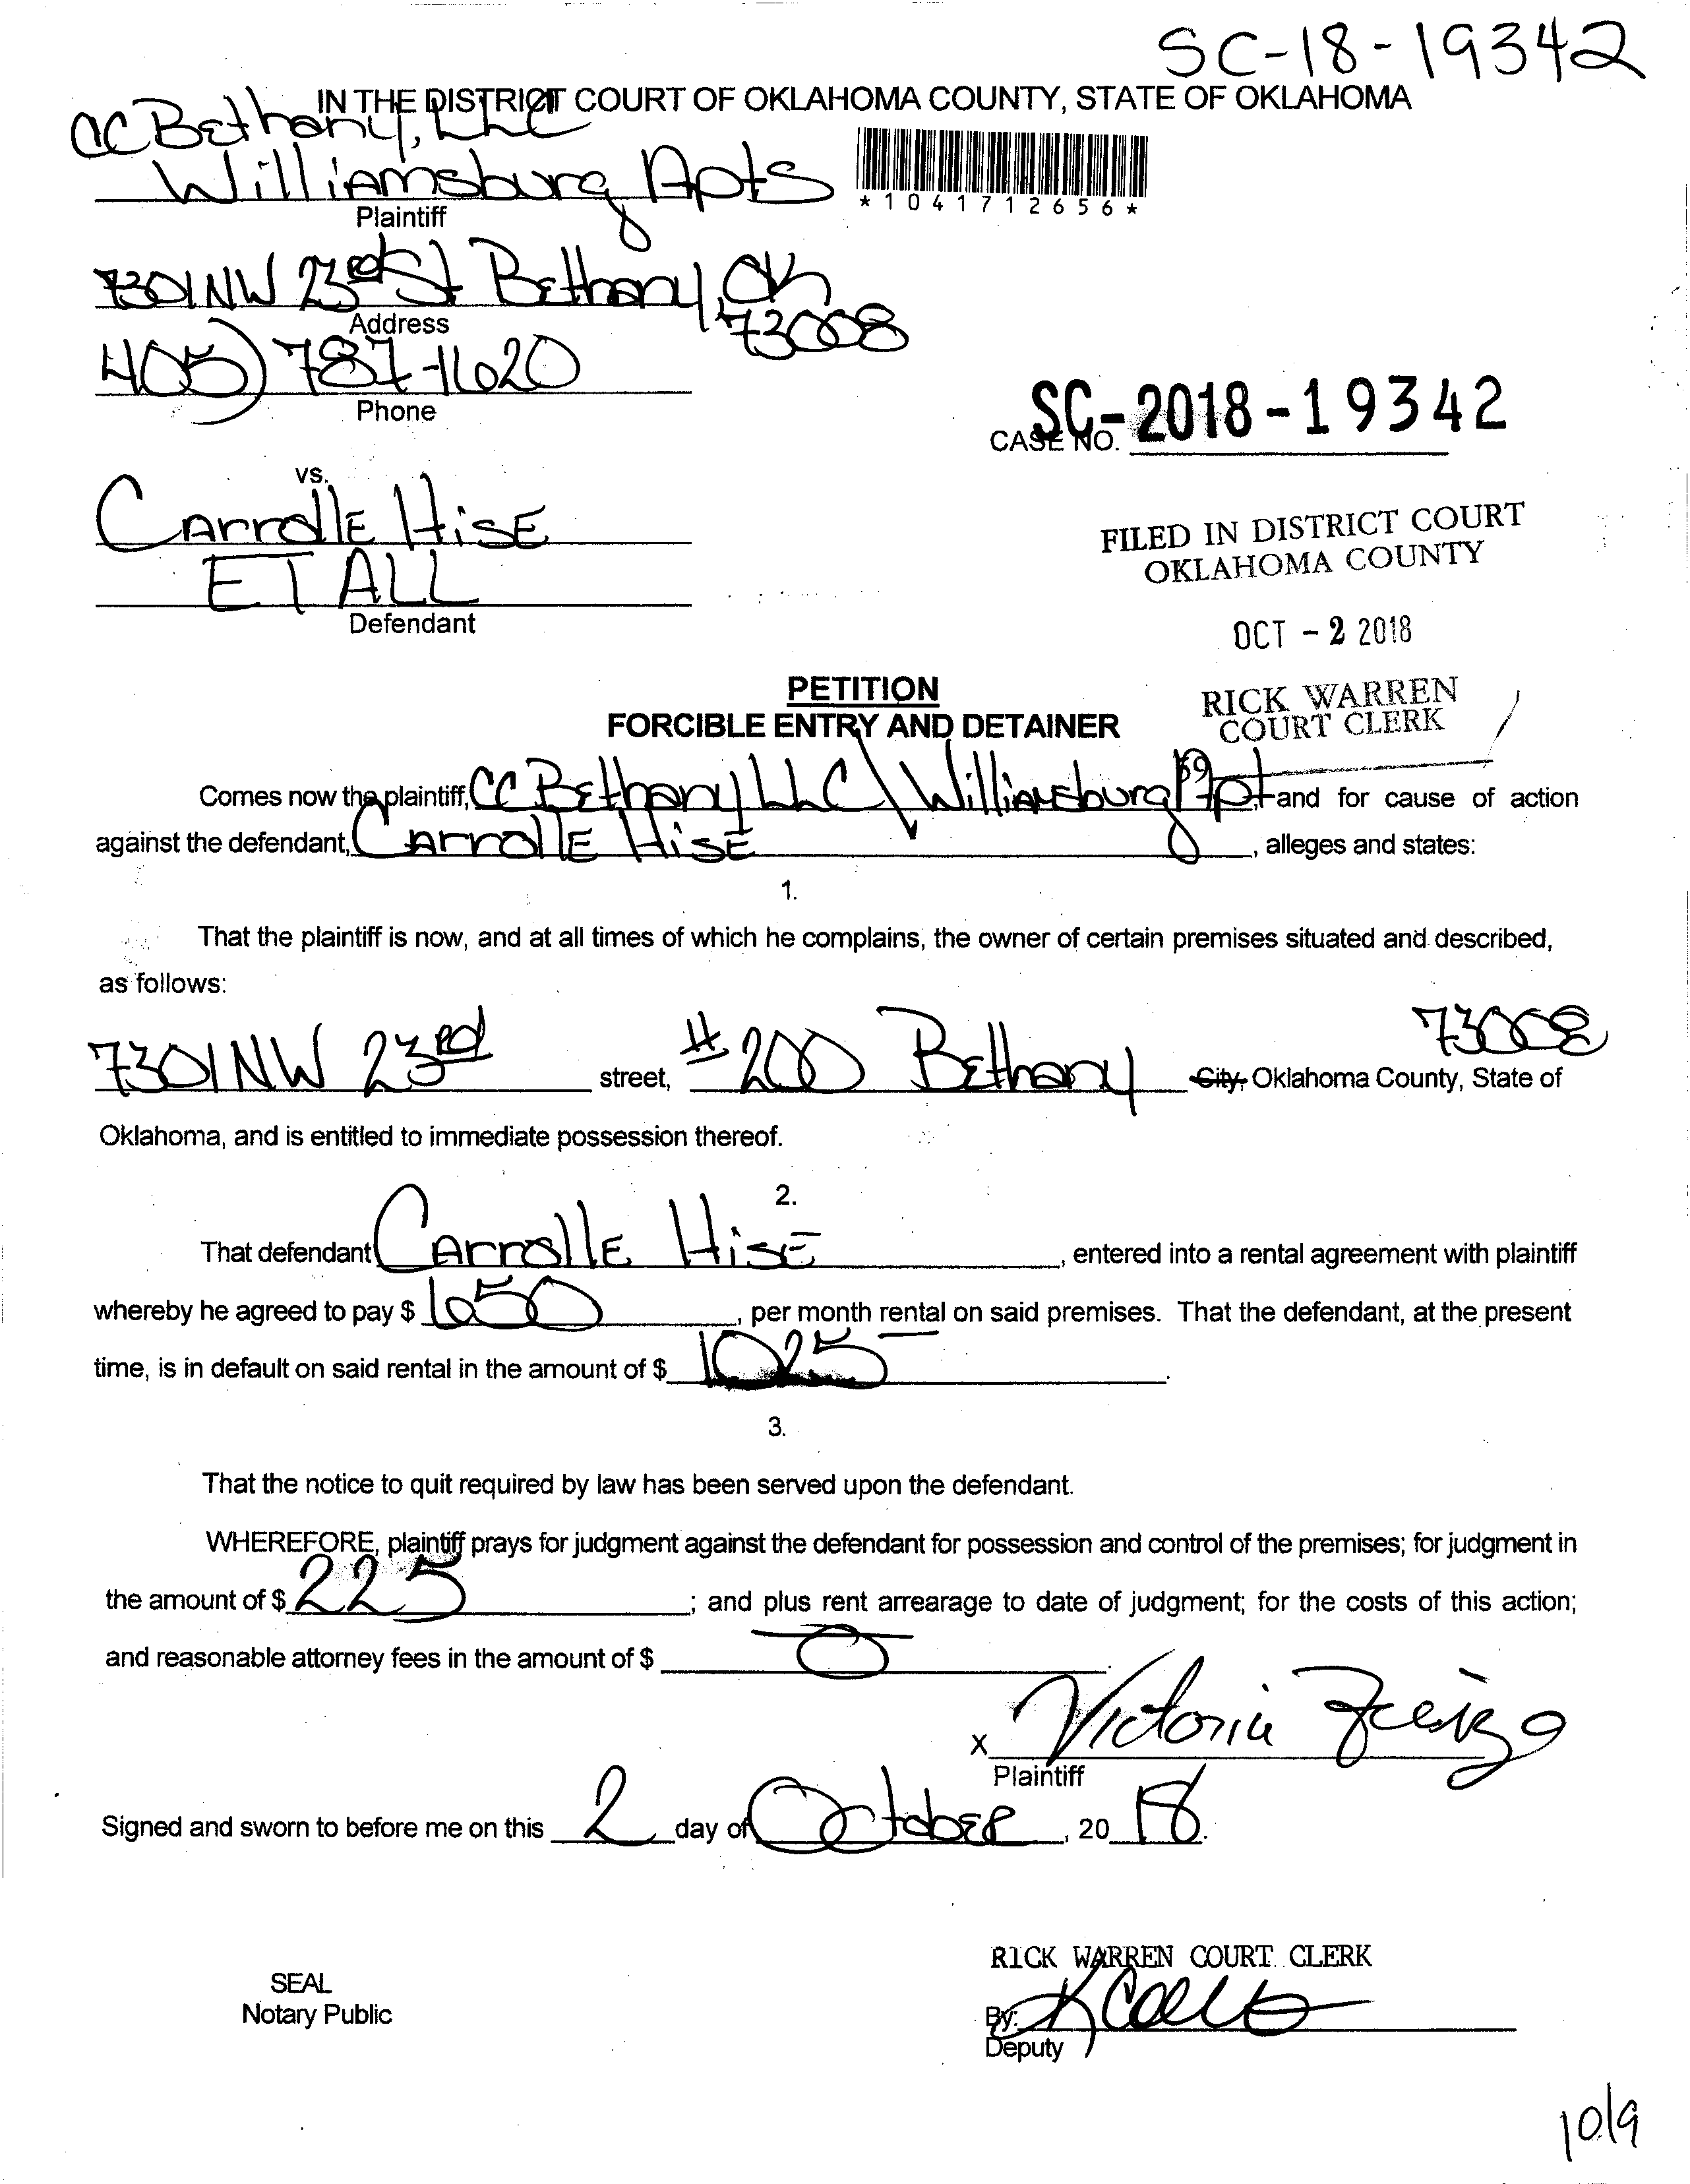 SC-18-19342
IN THE DISTRICT COURT OF OKLAHOMA COUNTY, STATE OF OKLAHOMA
CC Bethany, LLC
Williamsburg Apts
Plaintiff
*1041712656*
7301 NW 23rd St Bethany, Ok
73008
Address
405) 787-1620
Phone
SC-2018-19342
CASE NO.
vs.
CArrolle HisE
ET ALL
Defendant
FILED IN DISTRICT COURT
OKLAHOMA COUNTY
OCT - 2 2018
RICK WARREN
COURT CLERK
PETITION
FORCIBLE ENTRY AND DETAINER
59
Comes now the plaintiff, CC Bethany LLC \ Williamsburg Apt and for cause of action
against the defendant, CArrollE HisE, alleges and states:
1.
That the plaintiff is now, and at all times of which he complains, the owner of certain premises situated and described,
as follows:
73008
7301 NW 23rd street, #200 Bethany City, Oklahoma County, State of
Oklahoma, and is entitled to immediate possession thereof.
2.
That defendant CArrollE HisE, entered into a rental agreement with plaintiff
whereby he agreed to pay $ 650, per month rental on said premises. That the defendant, at the present
time, is in default on said rental in the amount of $ 1025.
3.
That the notice to quit required by law has been served upon the defendant.
WHEREFORE, plaintiff prays for judgment against the defendant for possession and control of the premises; for judgment in
the amount of $ 225; and plus rent arrearage to date of judgment; for the costs of this action;
and reasonable attorney fees in the amount of $ 0.
X Victoria
Plaintiff
Signed and sworn to before me on this 2 day of October, 20 18.
SEAL
Notary Public
RICK WARREN COURT CLERK
By:
Deputy
10/9